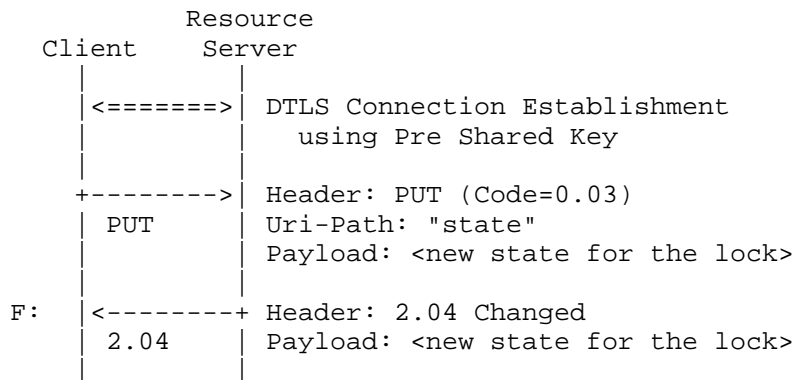 Resource
Client Server
<=======> DTLS Connection Establishment
using Pre Shared Key
+--------> Header: PUT (Code=0.03)
PUT Uri-Path: "state"
Payload: <new state for the lock>
F: <--------+ Header: 2.04 Changed
2.04 Payload: <new state for the lock>